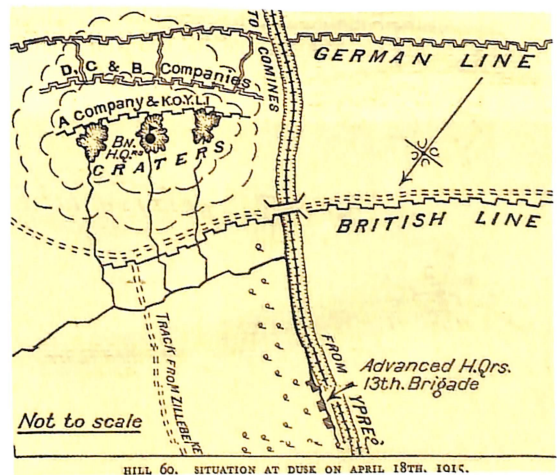 TO COMINES
GERMAN LINE
D, C & B Companies
A Company & K.O.Y.L.I
BN. H.QRS
CRATERS
BRITISH LINE
FROM YPRES
Advanced H.Qrs.
13th. Brigade
TRACK FROM ZILLEBEKE
Not to scale
HILL 60. SITUATION AT DUSK ON APRIL 18TH, 1915.